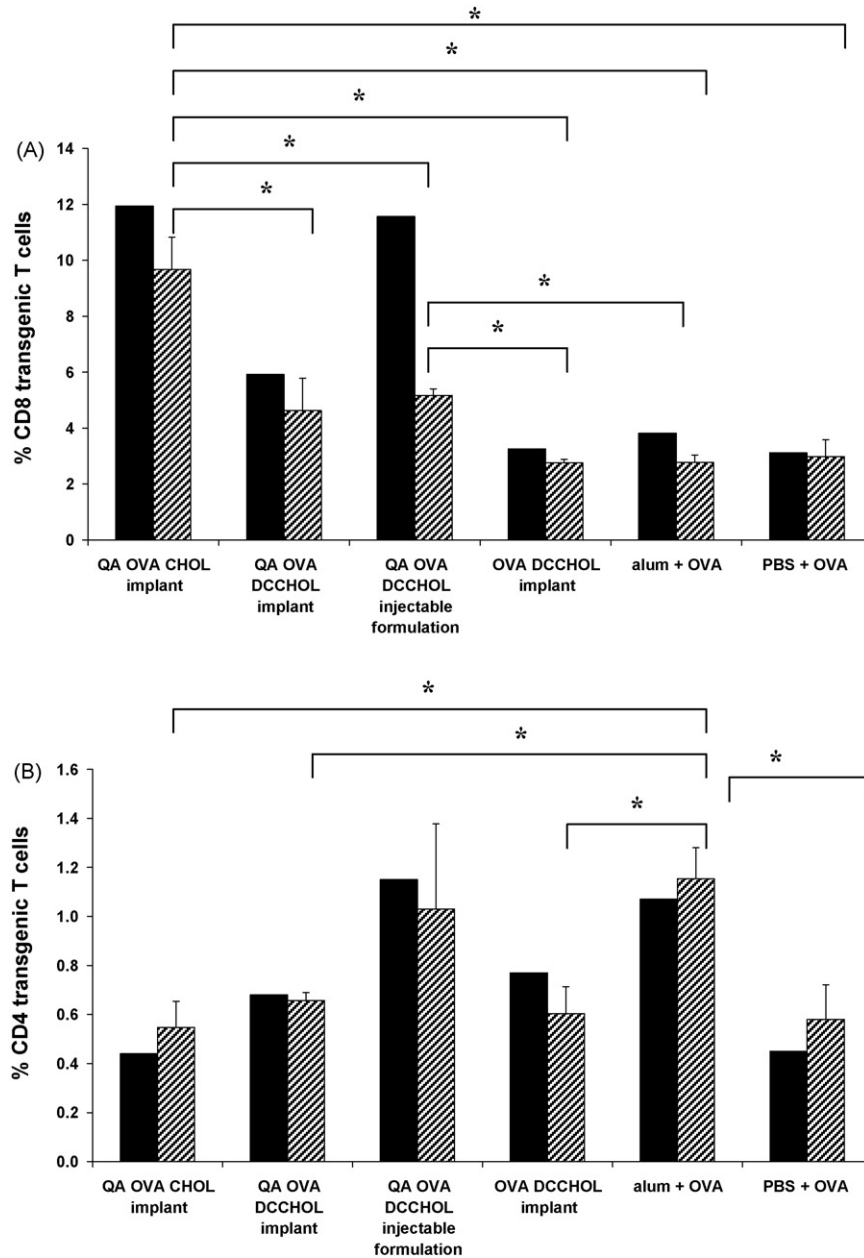 *
*
*
(A)
*
*
*
*
14
12
10
8
6
4
2
0
% CD8 transgenic T cells
QA OVA CHOL
implant
QA OVA
DCCHOL
implant
QA OVA
DCCHOL
injectable
formulation
OVA DCCHOL
implant
alum + OVA
PBS + OVA
*
*
(B)
*
*
1.6
1.4
1.2
1.0
0.8
0.6
0.4
0.2
0.0
% CD4 transgenic T cells
QA OVA CHOL
implant
QA OVA
DCCHOL
implant
QA OVA
DCCHOL
injectable
formulation
OVA DCCHOL
implant
alum + OVA
PBS + OVA